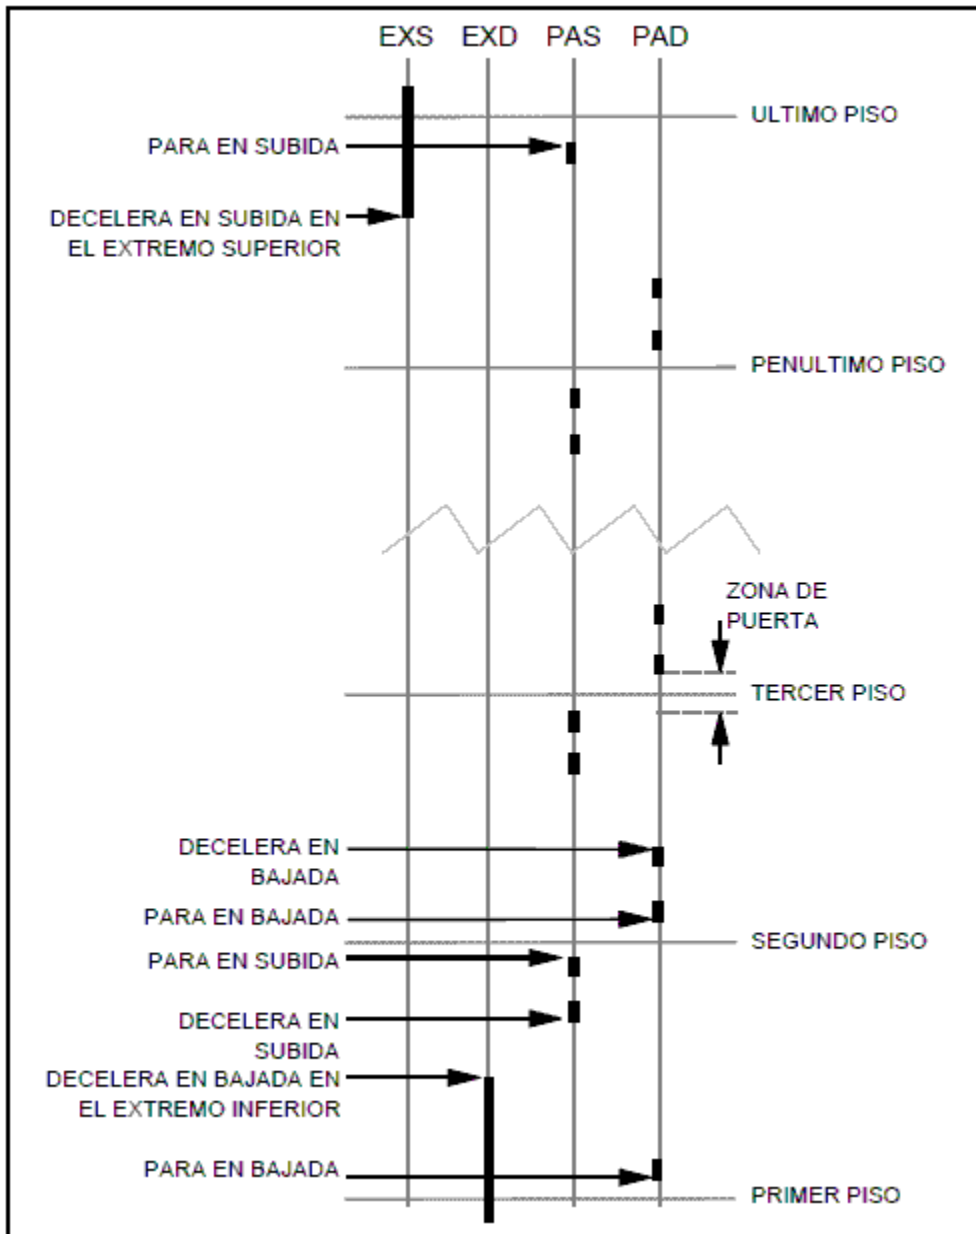 EXS EXD PAS PAD
ULTIMO PISO
PARA EN SUBIDA
DECELERA EN SUBIDA EN
EL EXTREMO SUPERIOR
PENULTIMO PISO
ZONA DE
PUERTA
TERCER PISO
DECELERA EN
BAJADA
PARA EN BAJADA
SEGUNDO PISO
PARA EN SUBIDA
DECELERA EN
SUBIDA
DECELERA EN BAJADA EN
EL EXTREMO INFERIOR
PARA EN BAJADA
PRIMER PISO